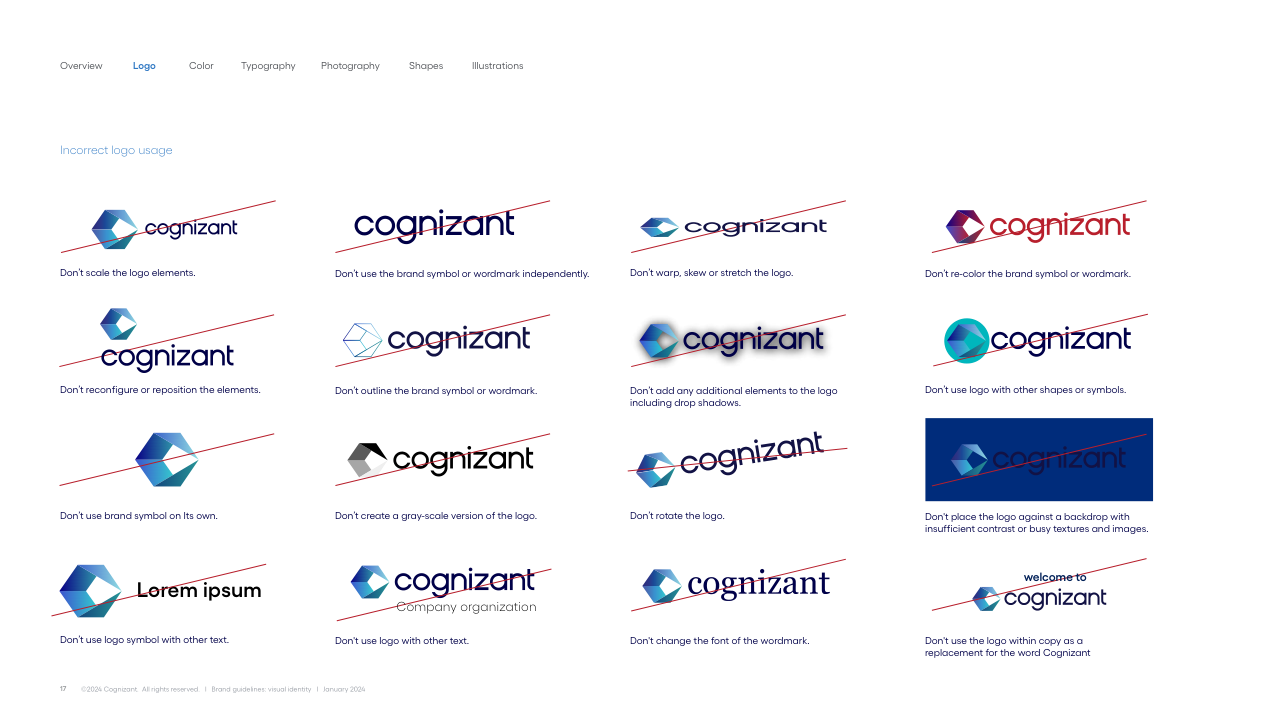 Overview Logo Color Typography Photography Shapes Illustrations
Incorrect logo usage
cognizant
Don’t scale the logo elements.
cognizant
Don’t use the brand symbol or wordmark independently.
cognizant
Don’t warp, skew or stretch the logo.
cognizant
Don’t re-color the brand symbol or wordmark.
cognizant
Don’t reconfigure or reposition the elements.
cognizant
Don’t outline the brand symbol or wordmark.
cognizant
Don’t add any additional elements to the logo
including drop shadows.
cognizant
Don’t use logo with other shapes or symbols.
Don’t use brand symbol on Its own.
cognizant
Don’t create a gray-scale version of the logo.
cognizant
Don’t rotate the logo.
cognizant
Don’t place the logo against a backdrop with
insufficient contrast or busy textures and images.
Lorem ipsum
Don’t use logo symbol with other text.
cognizant
Company organization
Don’t use logo with other text.
cognizant
Don’t change the font of the wordmark.
welcome to
cognizant
Don’t use the logo within copy as a
replacement for the word Cognizant
17 ©2024 Cognizant. All rights reserved. | Brand guidelines: visual identity | January 2024